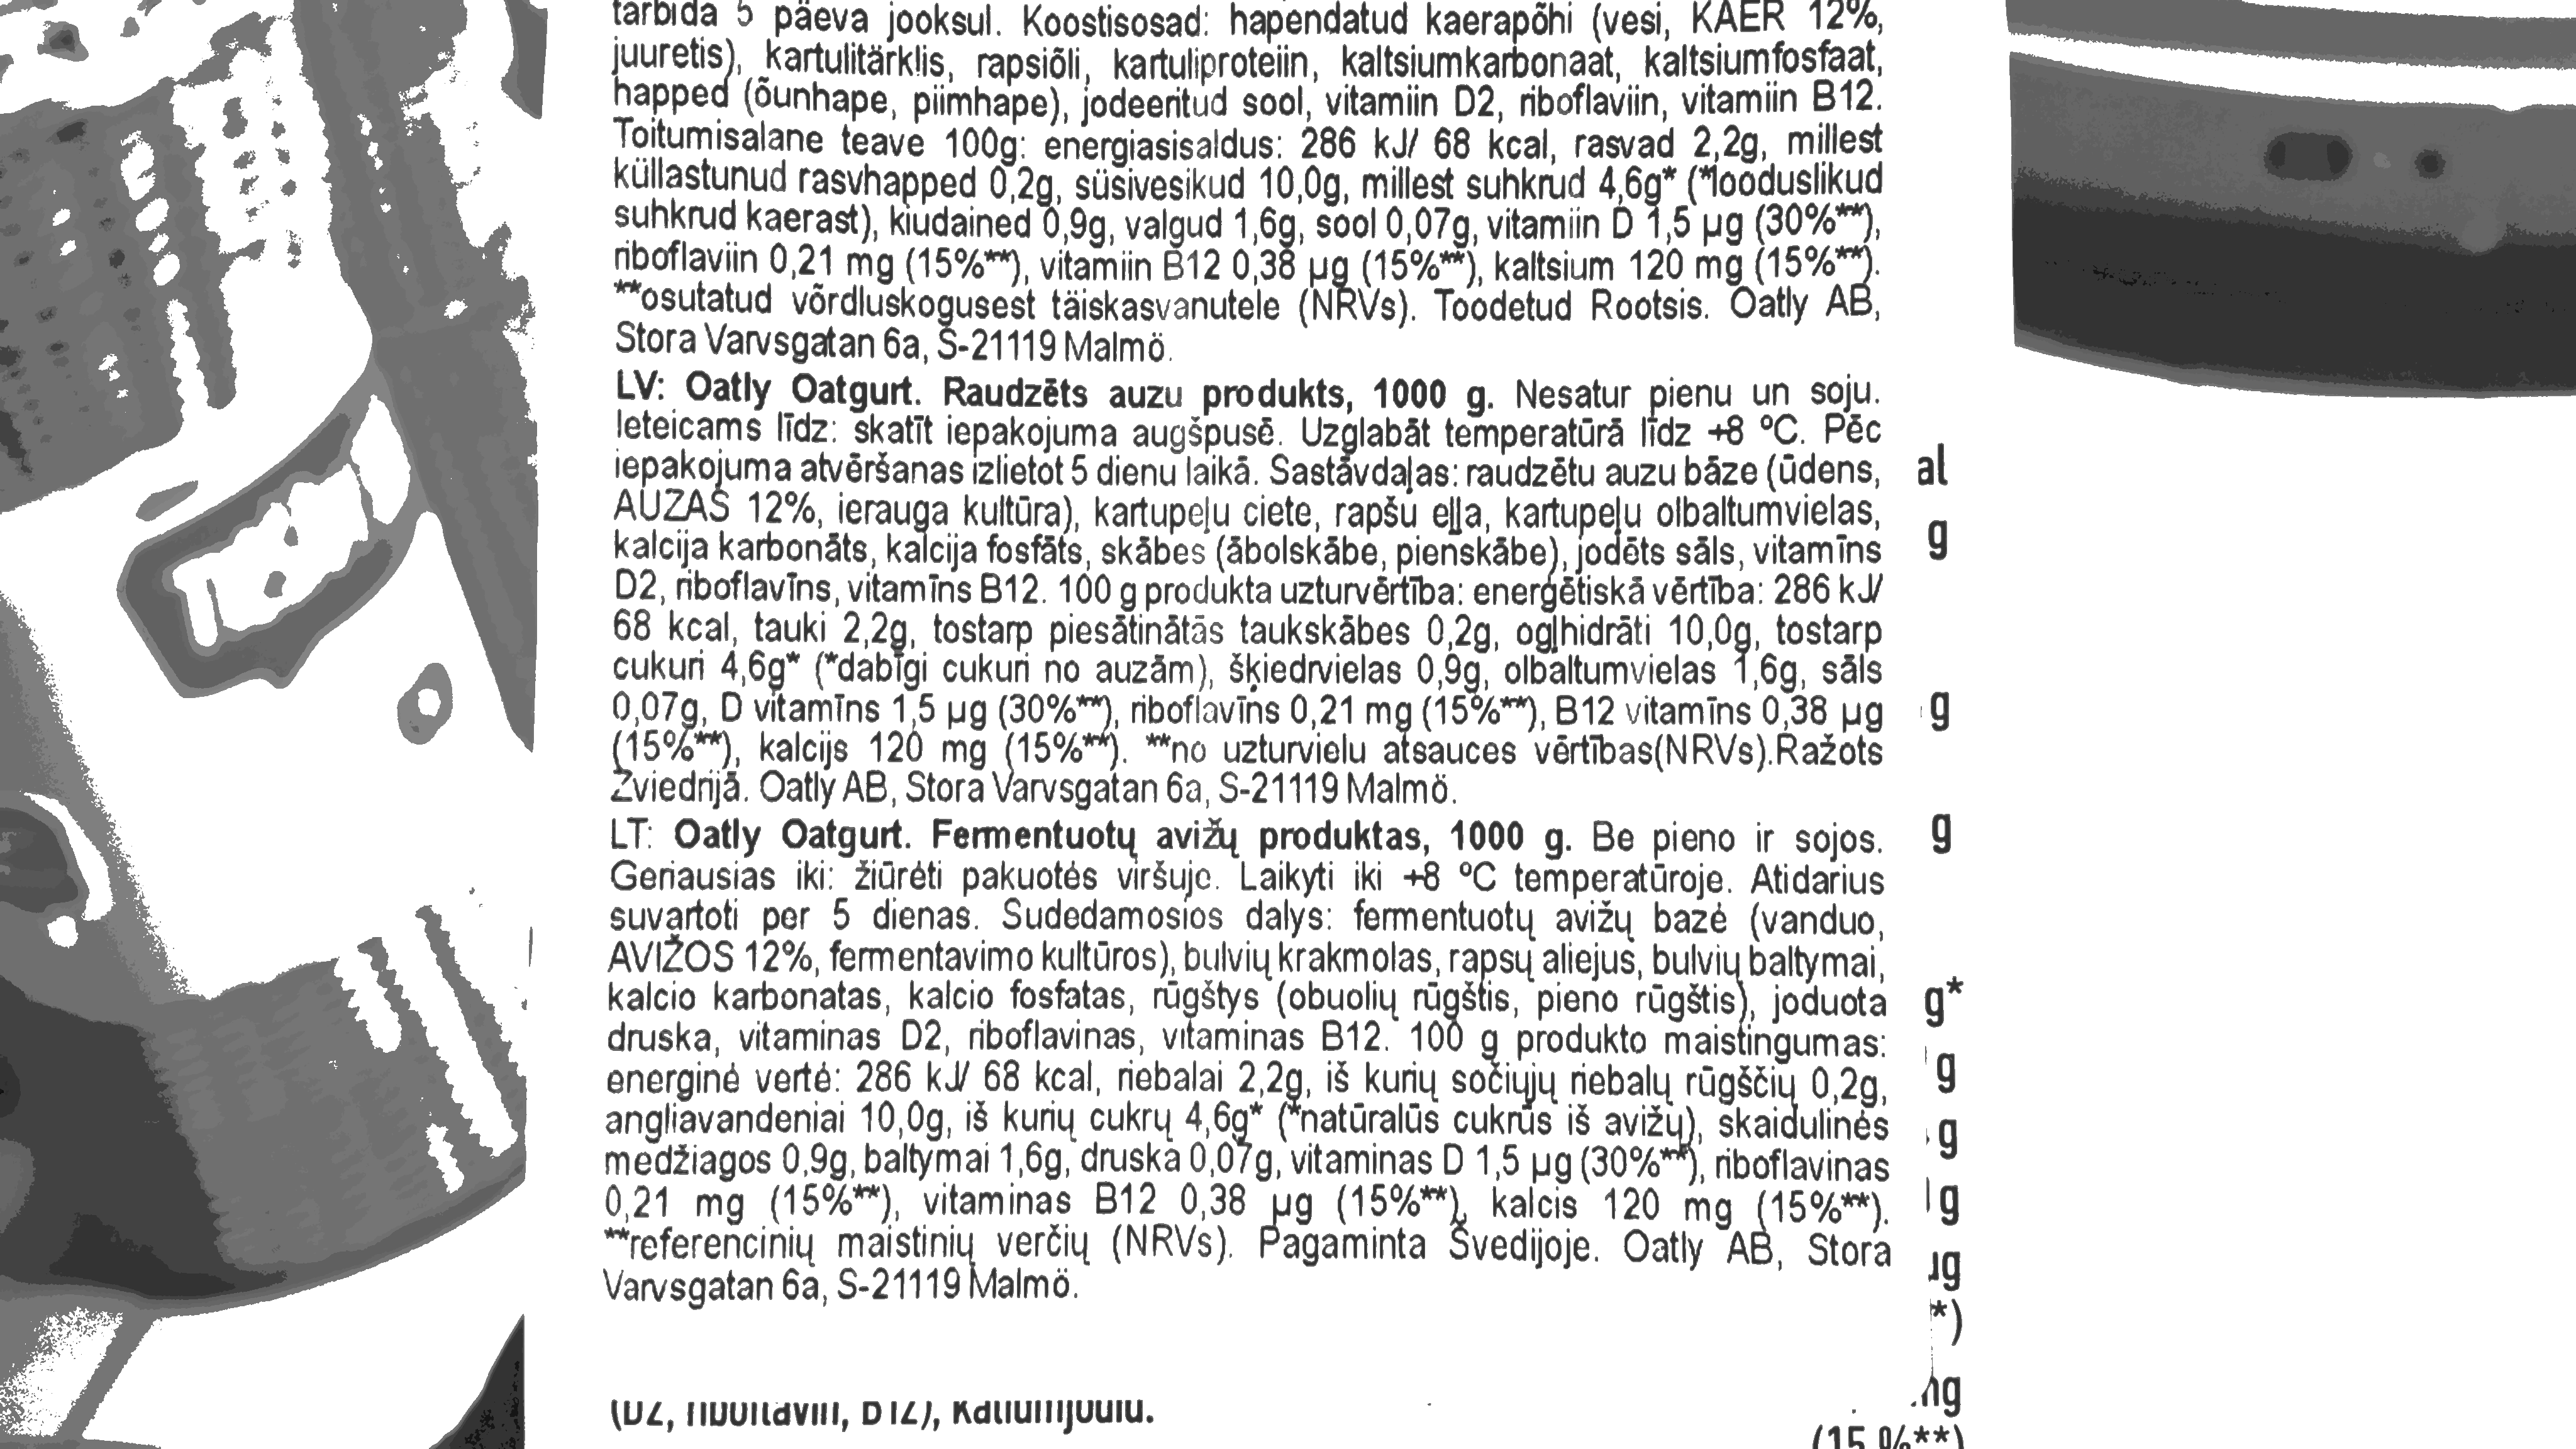 tarbida 5 päeva jooksul. Koostisosad: hapendatud kaerapõhi (vesi, KAER 12%,
juuretis), kartulitärklis, rapsiõli, kartuliproteiin, kaltsiumkarbonaat, kaltsiumfosfaat,
happed (õunhape, piimhape), jodeeritud sool, vitamiin D2, riboflaviin, vitamiin B12.
Toitumisalane teave 100g: energiasisaldus: 286 kJ/ 68 kcal, rasvad 2,2g, millest
küllastunud rasvhapped 0,2g, süsivesikud 10,0g, millest suhkrud 4,6g* (*looduslikud
suhkrud kaerast), kiudained 0,9g, valgud 1,6g, sool 0,07g, vitamiin D 1,5 µg (30%**),
riboflaviin 0,21 mg (15%**), vitamiin B12 0,38 µg (15%**), kaltsium 120 mg (15%**).
**osutatud võrdluskogusest täiskasvanutele (NRVs). Toodetud Rootsis. Oatly AB,
Stora Varvsgatan 6a, S-21119 Malmö.
LV: Oatly Oatgurt. Raudzēts auzu produkts, 1000 g. Nesatur pienu un soju.
Ieteicams līdz: skatīt iepakojuma augšpusē. Uzglabāt temperatūrā līdz +8 ºC. Pēc
iepakojuma atvēršanas izlietot 5 dienu laikā. Sastāvdaļas: raudzētu auzu bāze (ūdens,
AUZAS 12%, ierauga kultūra), kartupeļu ciete, rapšu eļļa, kartupeļu olbaltumvielas,
kalcija karbonāts, kalcija fosfāts, skābes (ābolskābe, pienskābe), jodēts sāls, vitamīns
D2, riboflavīns, vitamīns B12. 100 g produkta uzturvērtība: enerģētiskā vērtība: 286 kJ/
68 kcal, tauki 2,2g, tostarp piesātinātās taukskābes 0,2g, ogļhidrāti 10,0g, tostarp
cukuri 4,6g* (*dabīgi cukuri no auzām), šķiedrvielas 0,9g, olbaltumvielas 1,6g, sāls
0,07g, D vitamīns 1,5 µg (30%**), riboflavīns 0,21 mg (15%**), B12 vitamīns 0,38 µg
(15%**), kalcijs 120 mg (15%**). **no uzturvielu atsauces vērtības(NRVs).Ražots
Zviedrijā. Oatly AB, Stora Varvsgatan 6a, S-21119 Malmö.
LT: Oatly Oatgurt. Fermentuotų avižų produktas, 1000 g. Be pieno ir sojos.
Geriausias iki: žiūrėti pakuotės viršuje. Laikyti iki +8 ºC temperatūroje. Atidarius
suvartoti per 5 dienas. Sudedamosios dalys: fermentuotų avižų bazė (vanduo,
AVIŽOS 12%, fermentavimo kultūros), bulvių krakmolas, rapsų aliejus, bulvių baltymai,
kalcio karbonatas, kalcio fosfatas, rūgštys (obuolių rūgštis, pieno rūgštis), joduota
druska, vitaminas D2, riboflavinas, vitaminas B12. 100 g produkto maistingumas:
energinė vertė: 286 kJ/ 68 kcal, riebalai 2,2g, iš kurių sočiųjų riebalų rūgščių 0,2g,
angliavandeniai 10,0g, iš kurių cukrų 4,6g* (*natūralūs cukrūs iš avižų), skaidulinės
medžiagos 0,9g, baltymai 1,6g, druska 0,07g, vitaminas D 1,5 µg (30%**), riboflavinas
0,21 mg (15%**), vitaminas B12 0,38 µg (15%**), kalcis 120 mg (15%**).
**referencinių maistinių verčių (NRVs). Pagaminta Švedijoje. Oatly AB, Stora
Varvsgatan 6a, S-21119 Malmö.
al
g
g
g
g*
g
g
g
g
*)
(15 %**)